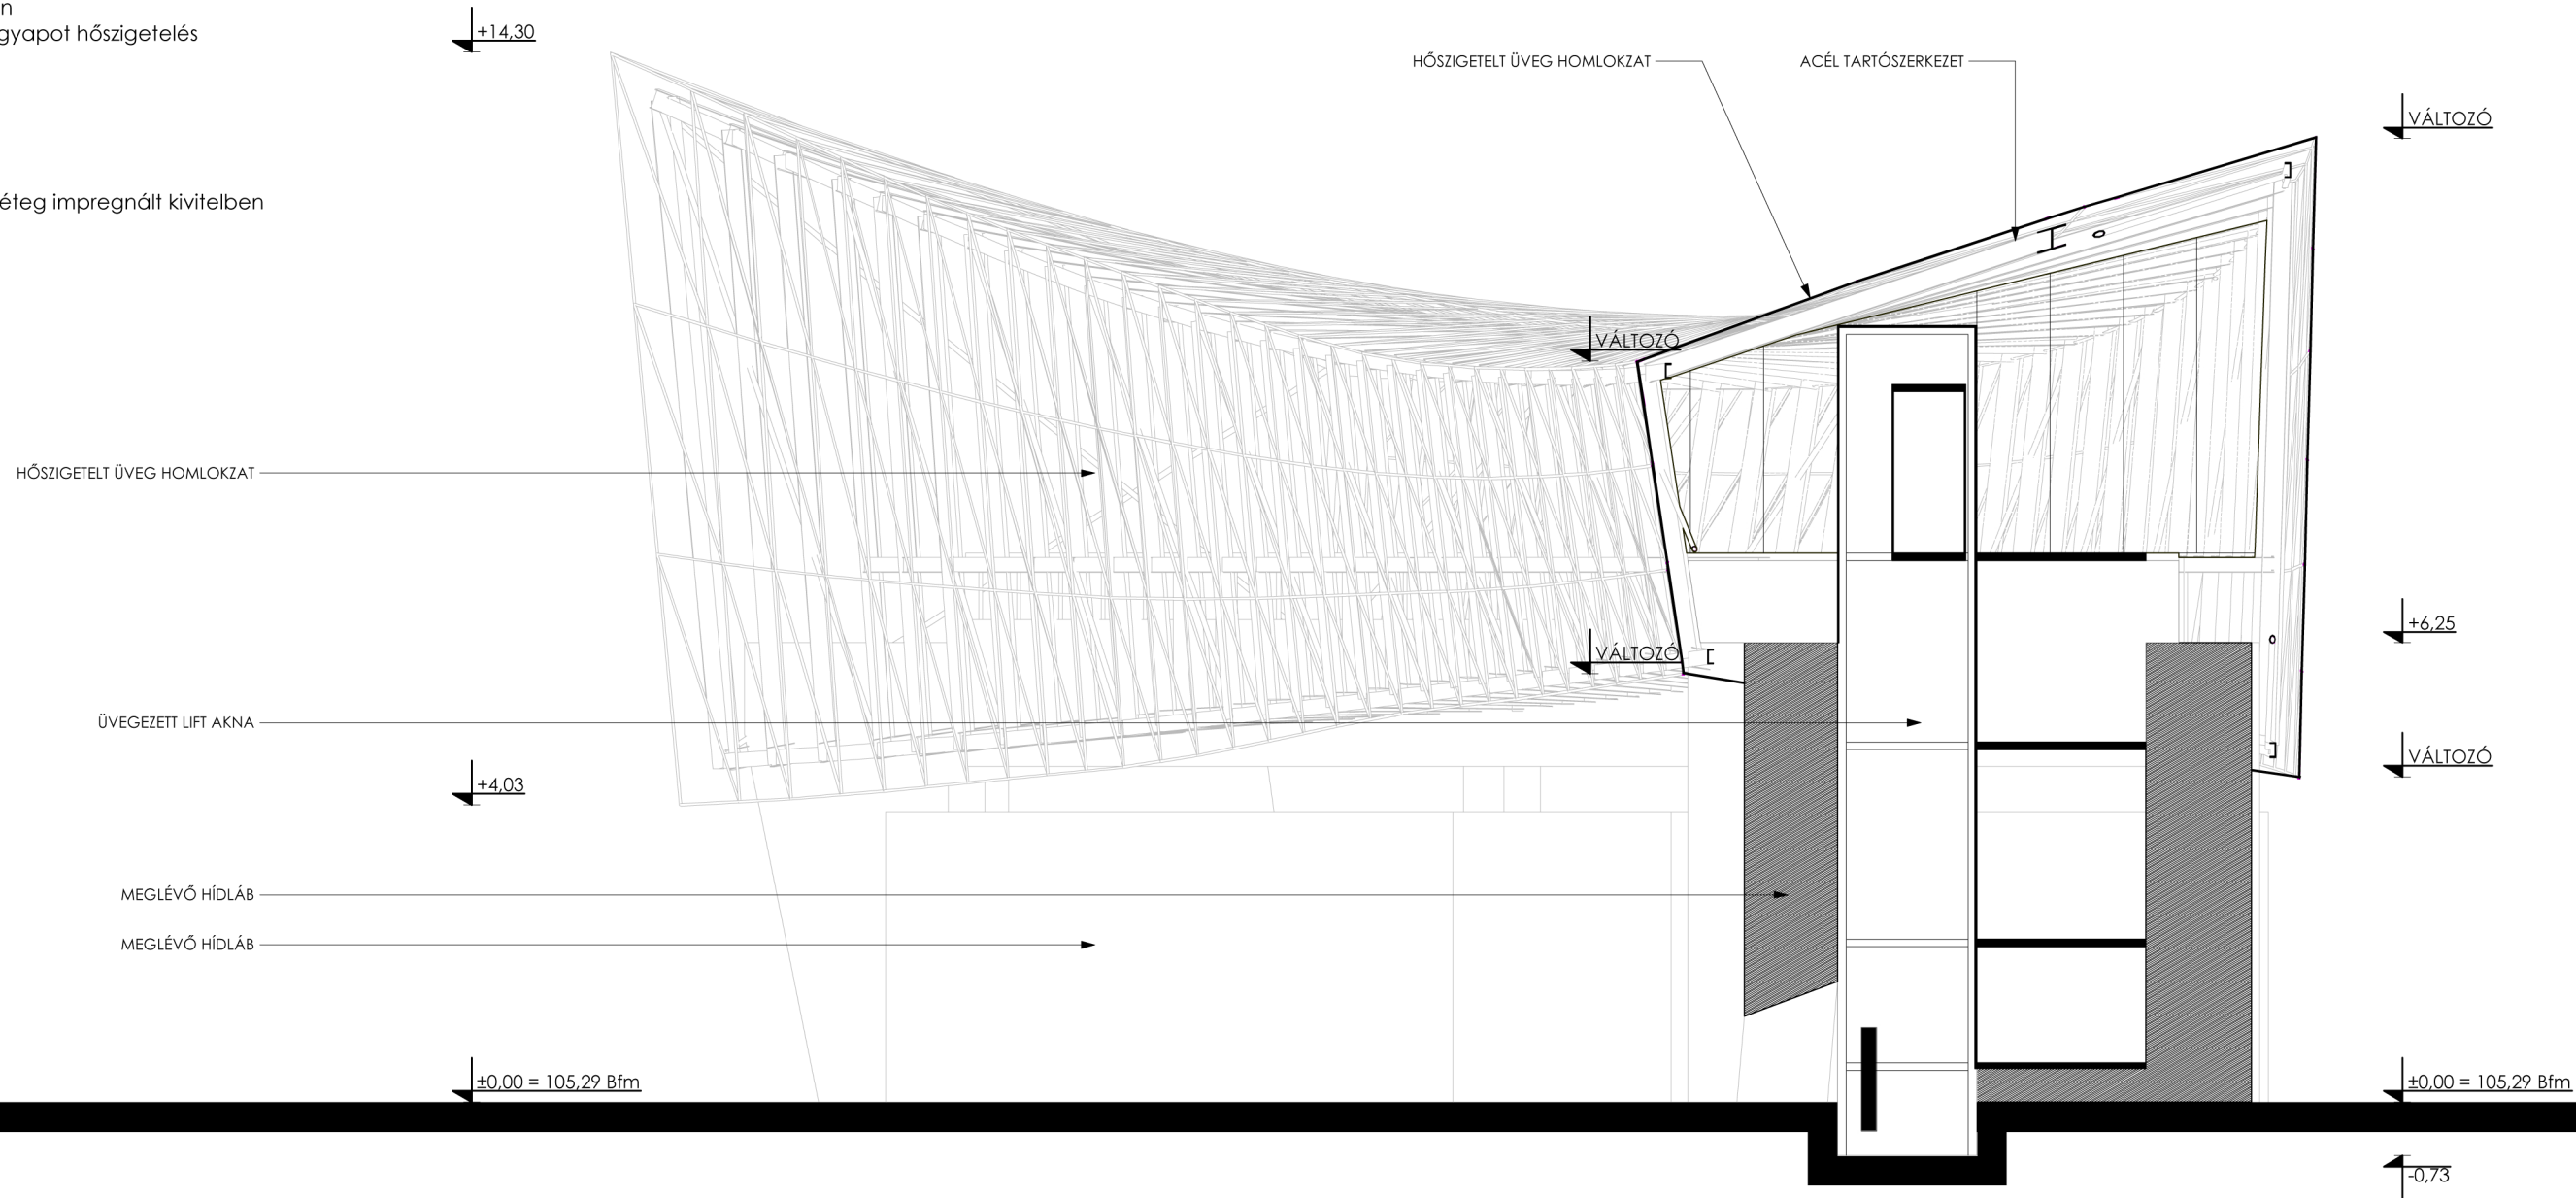 n
gyapot hőszigetelés
+14,30
HŐSZIGETELT ÜVEG HOMLOKZAT
ACÉL TARTÓSZERKEZET
VÁLTOZÓ
éteg impregnált kivitelben
VÁLTOZÓ
HŐSZIGETELT ÜVEG HOMLOKZAT
+6,25
VÁLTOZÓ
ÜVEGEZETT LIFT AKNA
VÁLTOZÓ
+4,03
MEGLÉVŐ HÍDLÁB
MEGLÉVŐ HÍDLÁB
±0,00 = 105,29 Bfm
±0,00 = 105,29 Bfm
-0,73